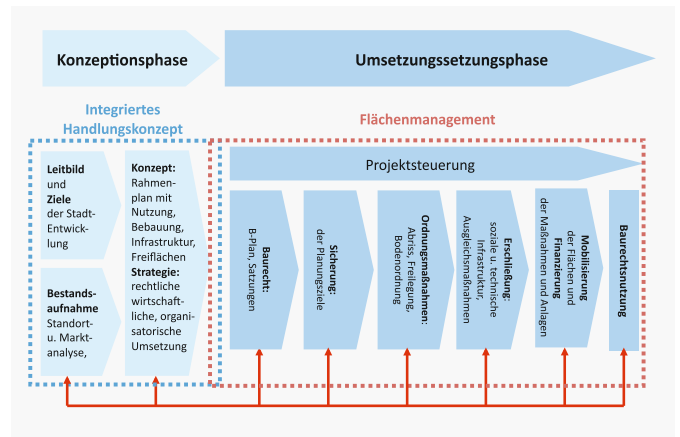 Konzeptionsphase
Umsetzungssetzungsphase
Integriertes
Handlungskonzept
Flächenmanagement
Leitbild
und
Ziele
der Stadt-
Entwick-
lung
Bestands-
aufnahme
Standort-
u. Markt-
analyse,
Konzept:
Rahmen-
plan mit
Nutzung,
Bebauung,
Infrastruktur,
Freiflächen
Strategie:
rechtliche
wirtschaft-
liche, organi-
satorische
Umsetzung
Projektsteuerung
Baurecht:
B-Plan, Satzungen
Sicherung:
der Planungsziele
Ordnungsmaßnahmen:
Abriss, Freilegung,
Bodenordnung
Erschließung:
soziale u. technische
Infrastruktur,
Ausgleichsmaßnahmen
Mobilisierung
der Flächen und
Finanzierung
der Maßnahmen und Anlagen
Baurechtsnutzung